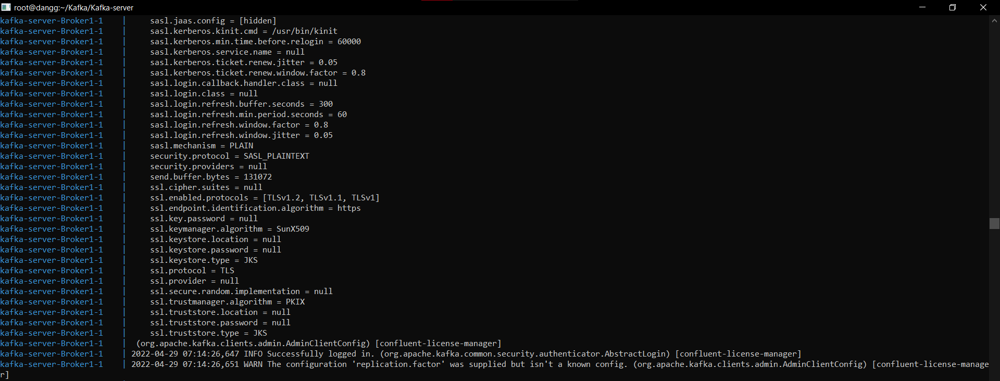 root@dangg:~/Kafka/Kafka-server
kafka-server-Broker1-1 | sasl.jaas.config = [hidden]
kafka-server-Broker1-1 | sasl.kerberos.kinit.cmd = /usr/bin/kinit
kafka-server-Broker1-1 | sasl.kerberos.min.time.before.relogin = 60000
kafka-server-Broker1-1 | sasl.kerberos.service.name = null
kafka-server-Broker1-1 | sasl.kerberos.ticket.renew.jitter = 0.05
kafka-server-Broker1-1 | sasl.kerberos.ticket.renew.window.factor = 0.8
kafka-server-Broker1-1 | sasl.login.callback.handler.class = null
kafka-server-Broker1-1 | sasl.login.class = null
kafka-server-Broker1-1 | sasl.login.refresh.buffer.seconds = 300
kafka-server-Broker1-1 | sasl.login.refresh.min.period.seconds = 60
kafka-server-Broker1-1 | sasl.login.refresh.window.factor = 0.8
kafka-server-Broker1-1 | sasl.login.refresh.window.jitter = 0.05
kafka-server-Broker1-1 | sasl.mechanism = PLAIN
kafka-server-Broker1-1 | security.protocol = SASL_PLAINTEXT
kafka-server-Broker1-1 | security.providers = null
kafka-server-Broker1-1 | send.buffer.bytes = 131072
kafka-server-Broker1-1 | ssl.cipher.suites = null
kafka-server-Broker1-1 | ssl.enabled.protocols = [TLSv1.2, TLSv1.1, TLSv1]
kafka-server-Broker1-1 | ssl.endpoint.identification.algorithm = https
kafka-server-Broker1-1 | ssl.key.password = null
kafka-server-Broker1-1 | ssl.keymanager.algorithm = SunX509
kafka-server-Broker1-1 | ssl.keystore.location = null
kafka-server-Broker1-1 | ssl.keystore.password = null
kafka-server-Broker1-1 | ssl.keystore.type = JKS
kafka-server-Broker1-1 | ssl.protocol = TLS
kafka-server-Broker1-1 | ssl.provider = null
kafka-server-Broker1-1 | ssl.secure.random.implementation = null
kafka-server-Broker1-1 | ssl.trustmanager.algorithm = PKIX
kafka-server-Broker1-1 | ssl.truststore.location = null
kafka-server-Broker1-1 | ssl.truststore.password = null
kafka-server-Broker1-1 | ssl.truststore.type = JKS
kafka-server-Broker1-1 | (org.apache.kafka.clients.admin.AdminClientConfig) [confluent-license-manager]
kafka-server-Broker1-1 | 2022-04-29 07:14:26,647 INFO Successfully logged in. (org.apache.kafka.common.security.authenticator.AbstractLogin) [confluent-license-manager]
kafka-server-Broker1-1 | 2022-04-29 07:14:26,651 WARN The configuration 'replication.factor' was supplied but isn't a known config. (org.apache.kafka.clients.admin.AdminClientConfig) [confluent-license-manage
r]